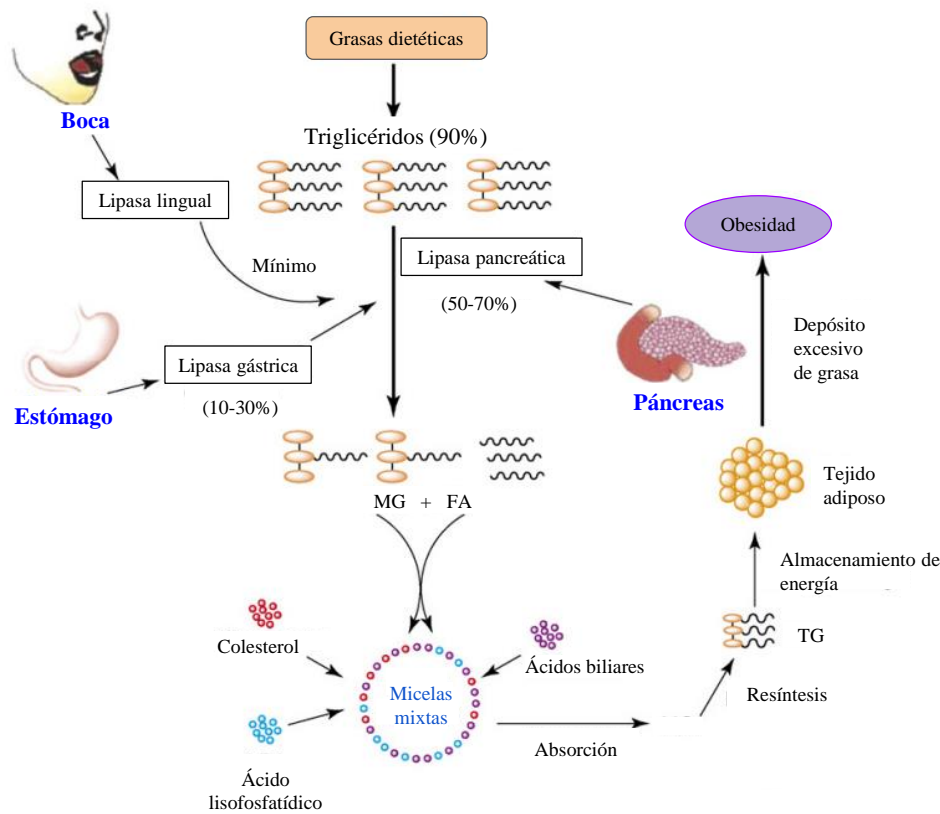 Grasas dietéticas
Boca
Triglicéridos (90%)
Lipasa lingual
Mínimo
Lipasa pancreática
(50-70%)
Obesidad
Lipasa gástrica
(10-30%)
Estómago
Páncreas
Depósito
excesivo
de grasa
MG + FA
Tejido
adiposo
Almacenamiento de
energía
Colesterol
Ácidos biliares
TG
Micelas
mixtas
Resíntesis
Absorción
Ácido
lisofosfatídico